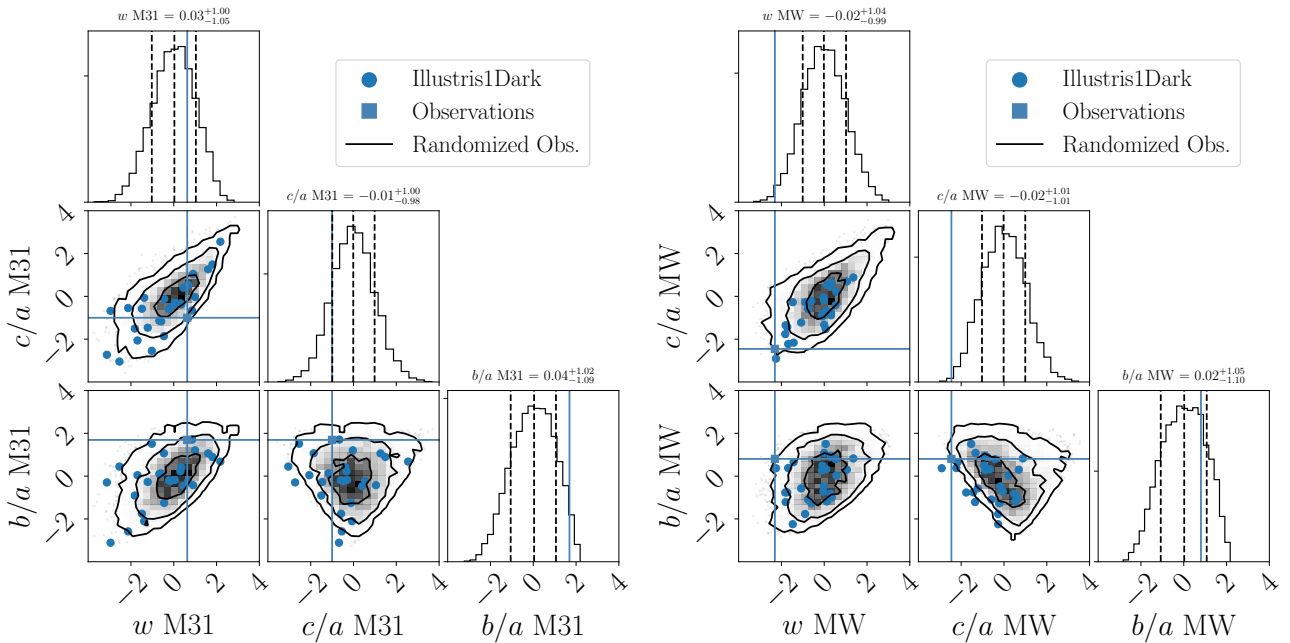 w M31 = 0.03^{+1.00}_{-1.05}
Illustris1Dark
Observations
Randomized Obs.
c/a M31 = −0.01^{+1.00}_{-0.98}
c/a M31
4
2
0
−2
b/a M31 = 0.04^{+1.02}_{-1.09}
b/a M31
4
2
0
−2
−2 0 2 4
−2 0 2 4
−2 0 2 4
w M31
c/a M31
b/a M31
w MW = −0.02^{+1.04}_{-0.99}
Illustris1Dark
Observations
Randomized Obs.
c/a MW = −0.02^{+1.01}_{-1.01}
c/a MW
4
2
0
−2
b/a MW = 0.02^{+1.05}_{-1.10}
b/a MW
4
2
0
−2
−2 0 2 4
−2 0 2 4
−2 0 2 4
w MW
c/a MW
b/a MW